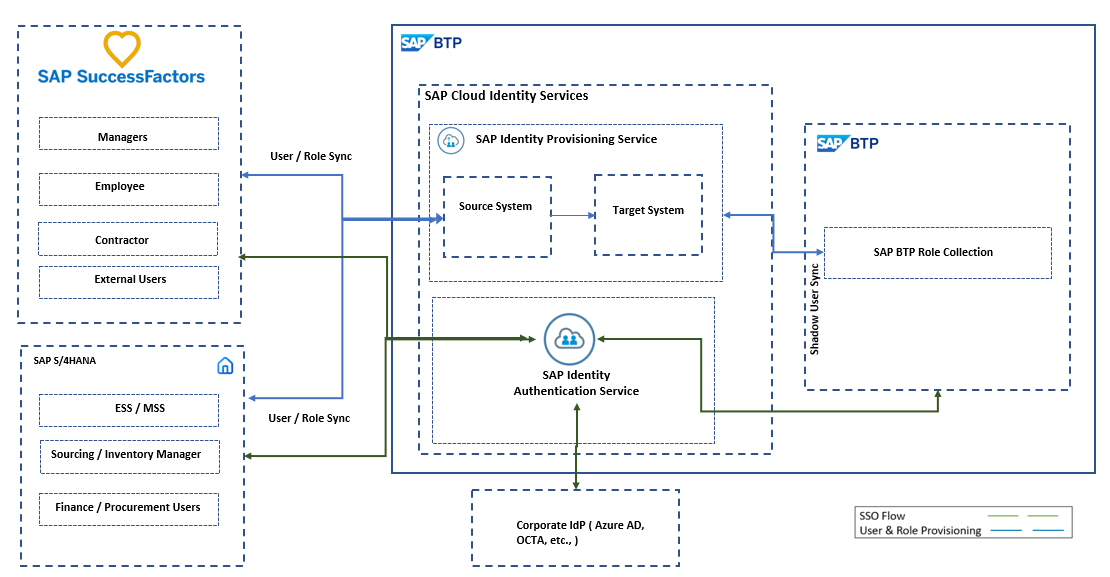 SAP SuccessFactors
Managers
Employee
Contractor
External Users
User / Role Sync
SAP S/4HANA
ESS / MSS
Sourcing / Inventory Manager
Finance / Procurement Users
User / Role Sync
SAP BTP
SAP Cloud Identity Services
SAP Identity Provisioning Service
Source System
Target System
SAP Identity
Authentication Service
SAP BTP
SAP BTP Role Collection
Shadow User Sync
Corporate IdP ( Azure AD,
OCTA, etc., )
SSO Flow
User & Role Provisioning